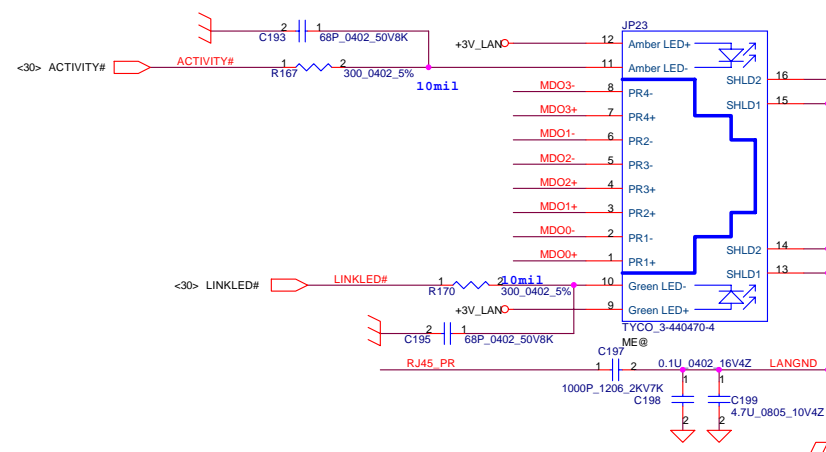 2 1
C193 68P_0402_50V8K
<30> ACTIVITY# ACTIVITY# 1 2
R167 300_0402_5%
10mil
JP23
+3V_LAN 12 Amber LED+
11 Amber LED-
SHLD2 16
MDO3- 8 PR4-
SHLD1 15
MDO3+ 7 PR4+
MDO1- 6 PR2-
MDO2- 5 PR3-
MDO2+ 4 PR3+
MDO1+ 3 PR2+
MDO0- 2 PR1-
SHLD2 14
MDO0+ 1 PR1+
SHLD1 13
<30> LINKLED# LINKLED# 1 2 10mil 10 Green LED-
R170 300_0402_5%
+3V_LAN 9 Green LED+
TYCO_3-440470-4
2 1
C195 68P_0402_50V8K
ME@
C197
RJ45_PR 1 2 0.1U_0402_16V4Z LANGND
1000P_1206_2KV7K
1 1
C198 C199
4.7U_0805_10V4Z
2 2